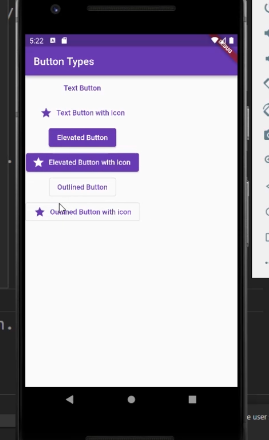 5:22
DEBUG
Button Types
Text Button
Text Button with icon
Elevated Button
Elevated Button with icon
Outlined Button
Outlined Button with icon
n.
e user